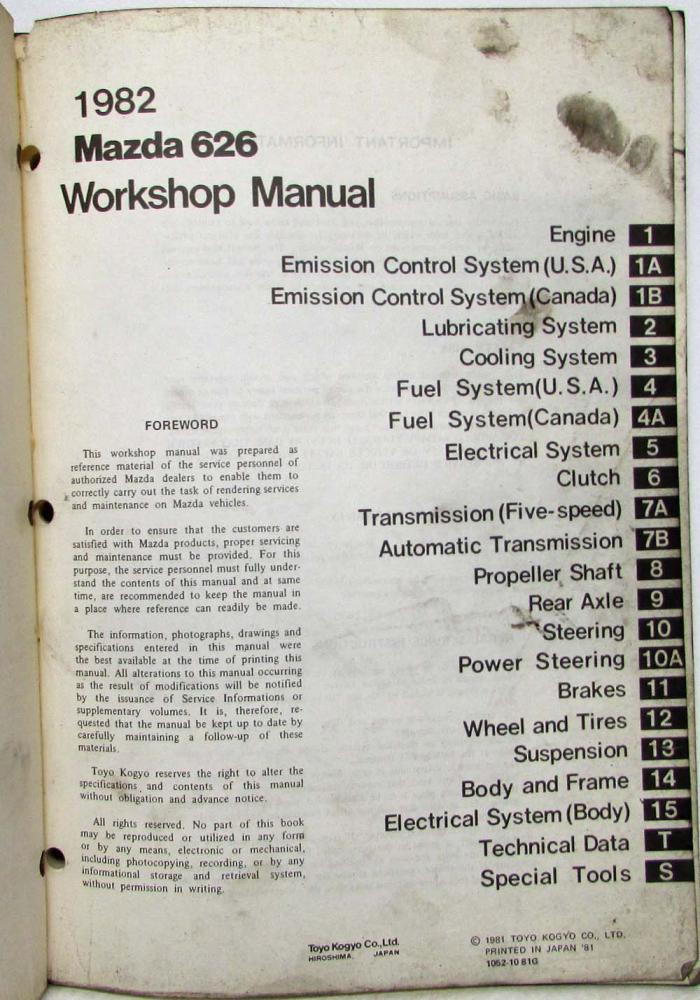 1982
Mazda 626
Workshop Manual
Engine 1
Emission Control System (U.S.A.) 1A
Emission Control System (Canada) 1B
Lubricating System 2
Cooling System 3
Fuel System(U.S.A.) 4
Fuel System(Canada) 4A
Electrical System 5
Clutch 6
Transmission (Five-speed) 7A
Automatic Transmission 7B
Propeller Shaft 8
Rear Axle 9
Steering 10
Power Steering 10A
Brakes 11
Wheel and Tires 12
Suspension 13
Body and Frame 14
Electrical System (Body) 15
Technical Data T
Special Tools S
FOREWORD
This workshop manual was prepared as
reference material of the service personnel of
authorized Mazda dealers to enable them to
correctly carry out the task of rendering services
and maintenance on Mazda vehicles.
In order to ensure that the customers are
satisfied with Mazda products, proper servicing
and maintenance must be provided. For this
purpose, the service personnel must fully under-
stand the contents of this manual and at same
time, are recommended to keep the manual in
a place where reference can readily be made.
The information, photographs, drawings and
specifications entered in this manual were
the best available at the time of printing this
manual. All alterations to this manual occurring
as the result of modifications will be notified
by the issuance of Service Informations or
supplementary volumes. It is, therefore, re-
quested that the manual be kept up to date by
carefully maintaining a follow-up of these
materials.
Toyo Kogyo reserves the right to alter the
specifications and contents of this manual
without obligation and advance notice.
All rights reserved. No part of this book
may be reproduced or utilized in any form
or by any means, electronic or mechanical,
including photocopying, recording, or by any
informational storage and retrieval system,
without permission in writing.
Toyo Kogyo Co.,Ltd.
HIROSHIMA, JAPAN
© 1981 TOYO KOGYO CO., LTD.
PRINTED IN JAPAN '81
1052-10 81G